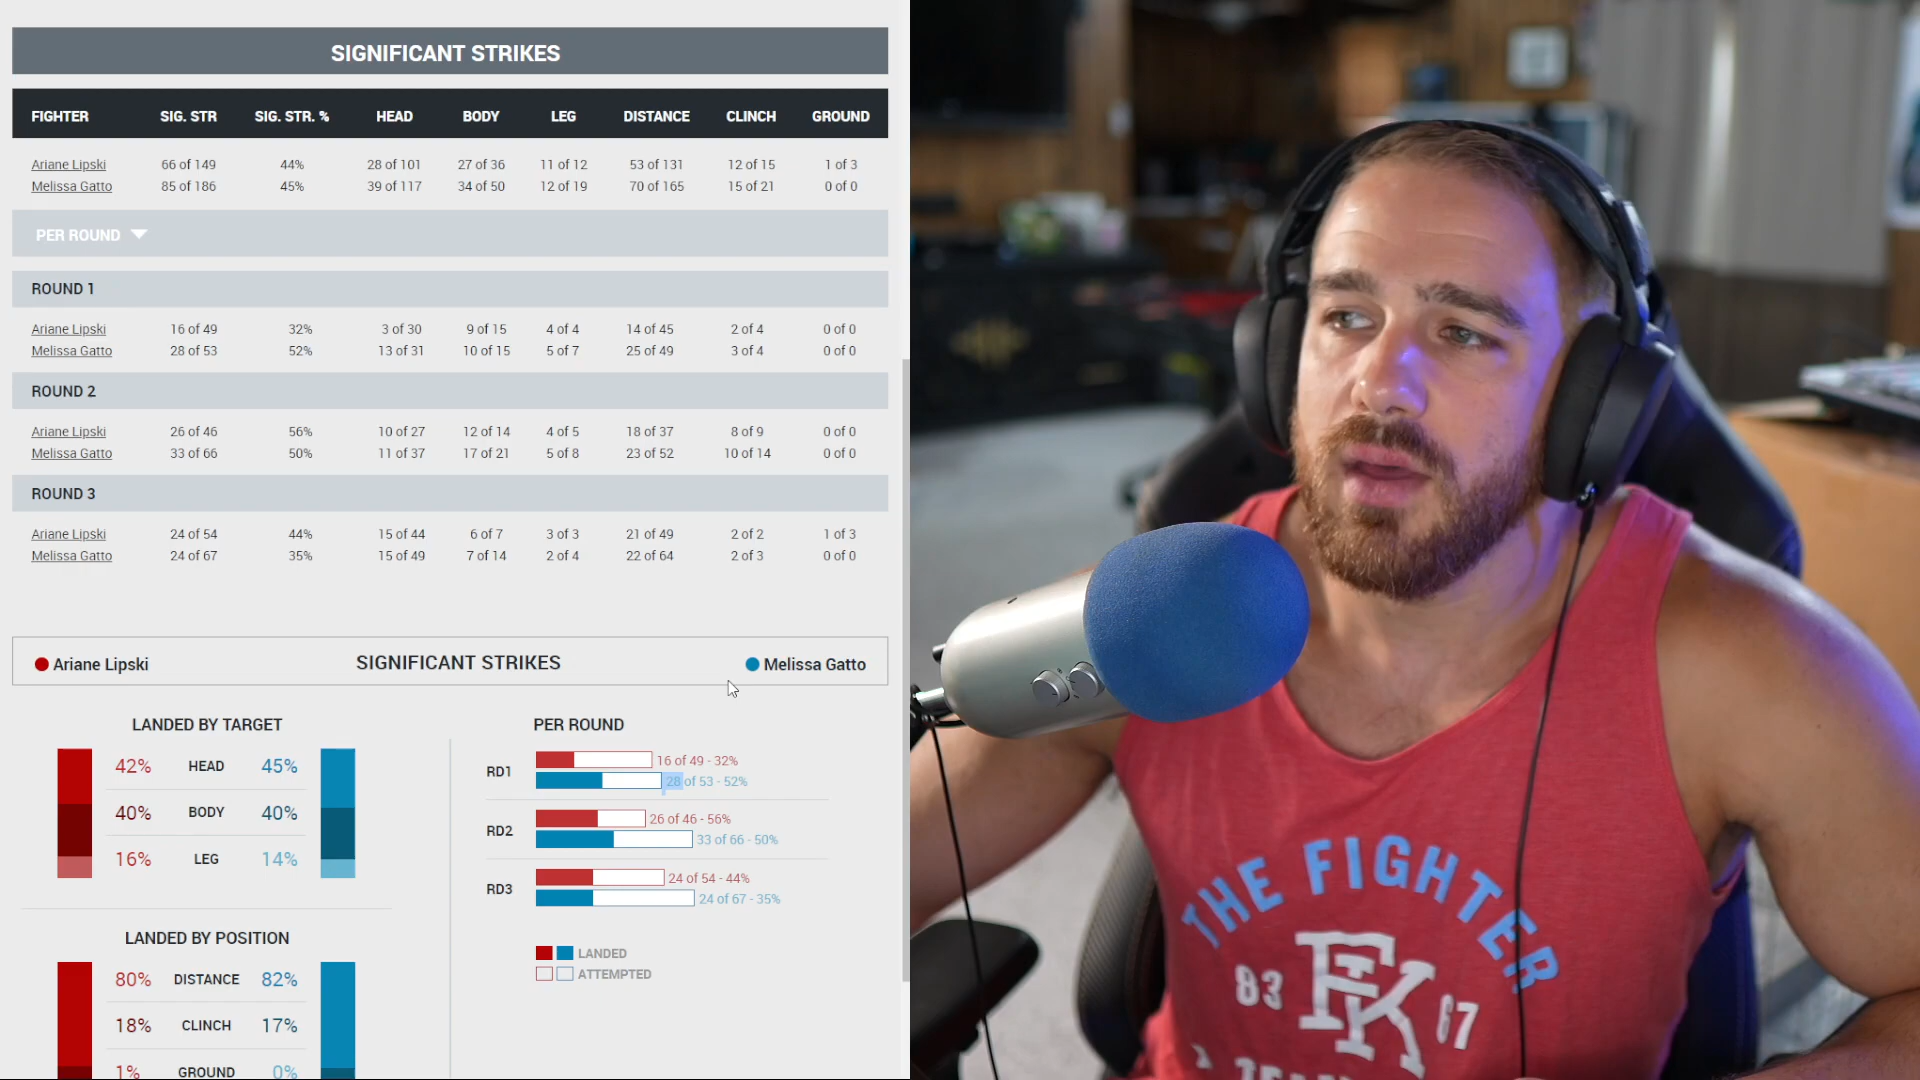 SIGNIFICANT STRIKES
FIGHTER SIG. STR SIG. STR. % HEAD BODY LEG DISTANCE CLINCH GROUND
Ariane Lipski 66 of 149 44% 28 of 101 27 of 36 11 of 12 53 of 131 12 of 15 1 of 3
Melissa Gatto 85 of 186 45% 39 of 117 34 of 50 12 of 19 70 of 165 15 of 21 0 of 0
PER ROUND
ROUND 1
Ariane Lipski 16 of 49 32% 3 of 30 9 of 15 4 of 4 14 of 45 2 of 4 0 of 0
Melissa Gatto 28 of 53 52% 13 of 31 10 of 15 5 of 7 25 of 49 3 of 4 0 of 0
ROUND 2
Ariane Lipski 26 of 46 56% 10 of 27 12 of 14 4 of 5 18 of 37 8 of 9 0 of 0
Melissa Gatto 33 of 66 50% 11 of 37 17 of 21 5 of 8 23 of 52 10 of 14 0 of 0
ROUND 3
Ariane Lipski 24 of 54 44% 15 of 44 6 of 7 3 of 3 21 of 49 2 of 2 1 of 3
Melissa Gatto 24 of 67 35% 15 of 49 7 of 14 2 of 4 22 of 64 2 of 3 0 of 0
Ariane Lipski SIGNIFICANT STRIKES Melissa Gatto
LANDED BY TARGET
42% HEAD 45%
40% BODY 40%
16% LEG 14%
PER ROUND
RD1 16 of 49 - 32%
28 of 53 - 52%
RD2 26 of 46 - 56%
33 of 66 - 50%
RD3 24 of 54 - 44%
24 of 67 - 35%
LANDED
ATTEMPTED
LANDED BY POSITION
80% DISTANCE 82%
18% CLINCH 17%
1% GROUND 0%
THE FIGHTER
83 FK 67